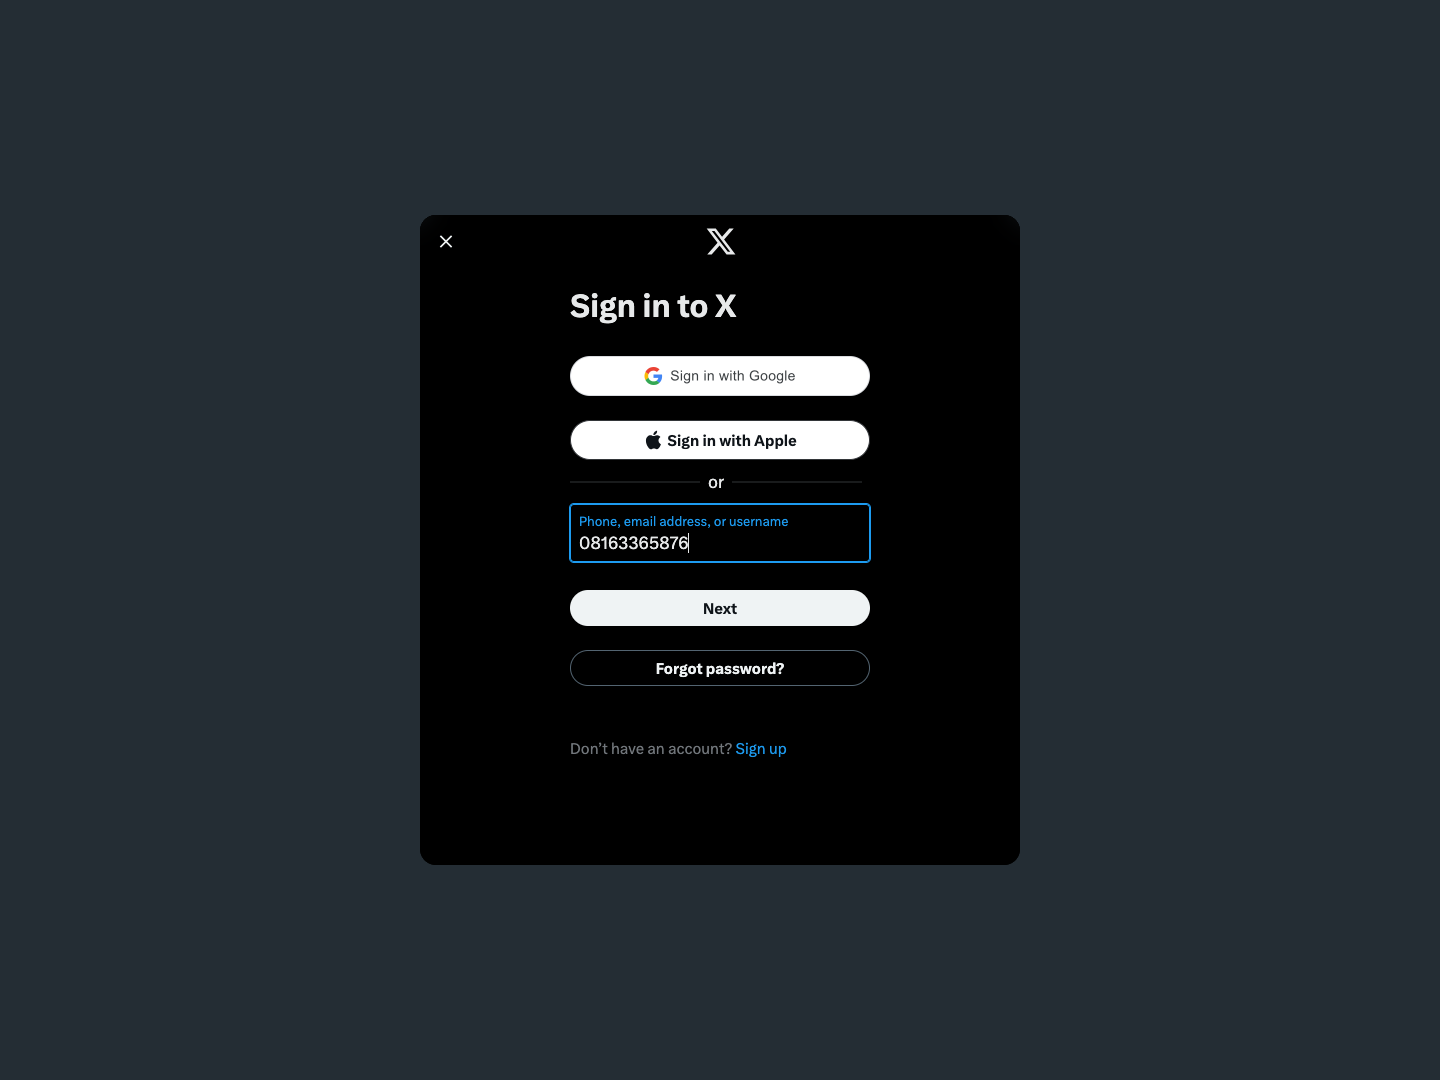 Sign in to X
Sign in with Google
Sign in with Apple
or
Phone, email address, or username
08163365876
Next
Forgot password?
Don’t have an account? Sign up